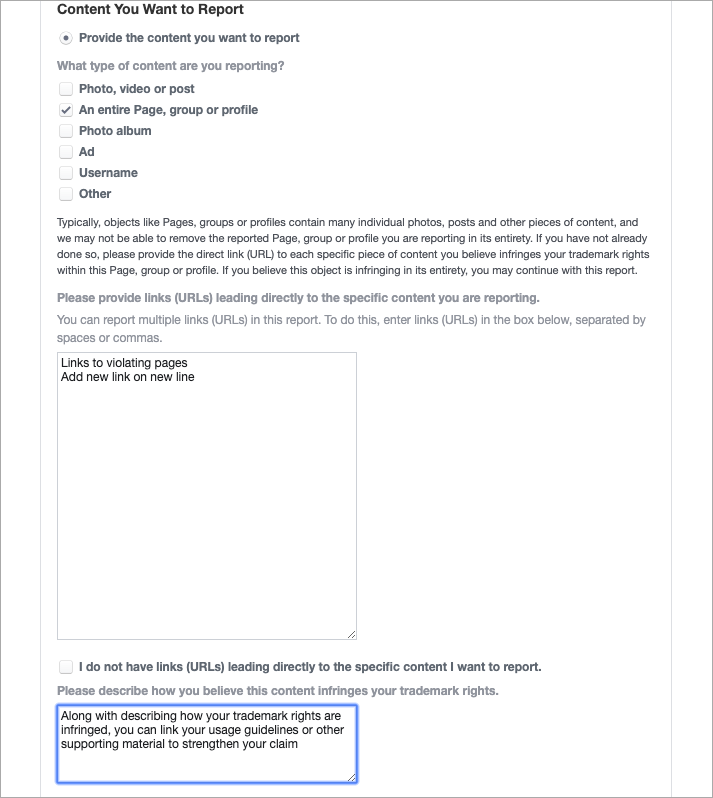 Content You Want to Report
Provide the content you want to report
What type of content are you reporting?
Photo, video or post
An entire Page, group or profile
Photo album
Ad
Username
Other
Typically, objects like Pages, groups or profiles contain many individual photos, posts and other pieces of content, and
we may not be able to remove the reported Page, group or profile you are reporting in its entirety. If you have not already
done so, please provide the direct link (URL) to each specific piece of content you believe infringes your trademark rights
within this Page, group or profile. If you believe this object is infringing in its entirety, you may continue with this report.
Please provide links (URLs) leading directly to the specific content you are reporting.
You can report multiple links (URLs) in this report. To do this, enter links (URLs) in the box below, separated by
spaces or commas.
Links to violating pages
Add new link on new line
I do not have links (URLs) leading directly to the specific content I want to report.
Please describe how you believe this content infringes your trademark rights.
Along with describing how your trademark rights are
infringed, you can link your usage guidelines or other
supporting material to strengthen your claim